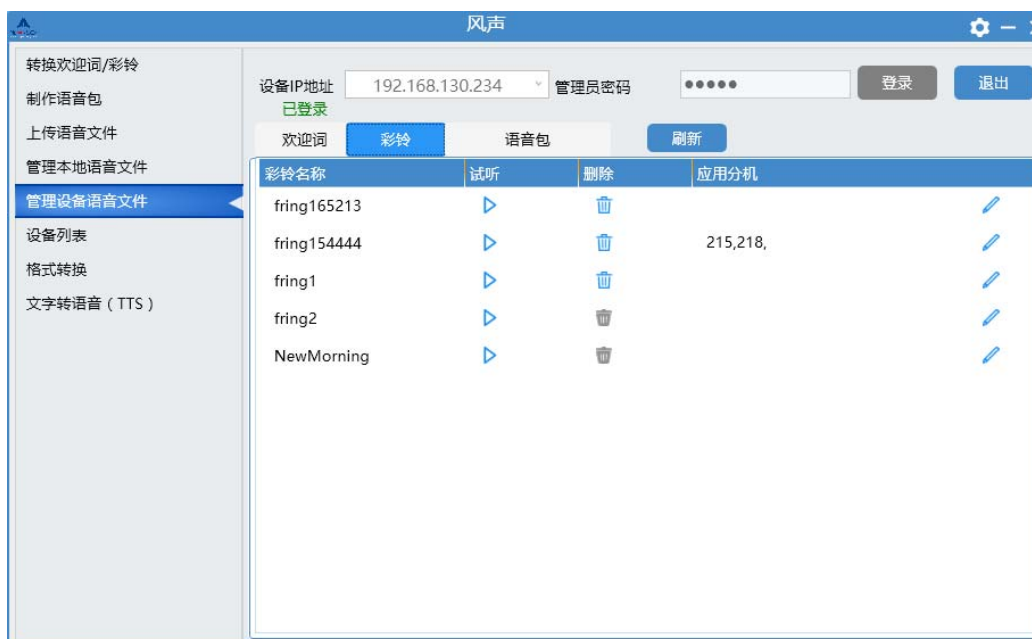 风声
转换欢迎词/彩铃
制作语音包
上传语音文件
管理本地语音文件
管理设备语音文件
设备列表
格式转换
文字转语音（TTS）
设备IP地址 192.168.130.234 管理员密码 ●●●●● 登录 退出
已登录
欢迎词 彩铃 语音包 刷新
彩铃名称 试听 删除 应用分机
fring165213
fring154444 215,218,
fring1
fring2
NewMorning